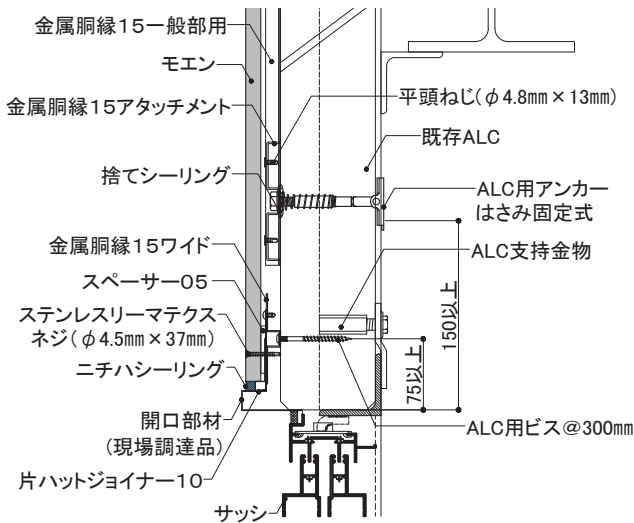 金属胴縁15一般部用
モエン
金属胴縁15アタッチメント
捨てシーリング
金属胴縁15ワイド
スペーサー05
ステンレスリーマテクス
ネジ(φ4.5mm×37mm)
ニチハシーリング
開口部材
(現場調達品)
片ハットジョイナー10
サッシ
平頭ねじ(φ4.8mm×13mm)
既存ALC
ALC用アンカー
はさみ固定式
ALC支持金物
150以上
75以上
ALC用ビス@300mm